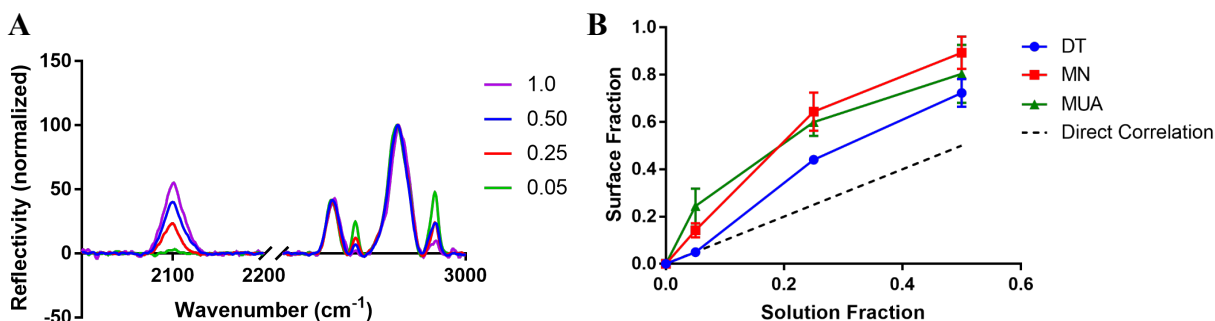 A
Reflectivity (normalized)
150
100
50
0
-50
2100
2200
3000
Wavenumber (cm⁻¹)
1.0
0.50
0.25
0.05
B
Surface Fraction
1.0
0.8
0.6
0.4
0.2
0.0
0.0
0.2
0.4
0.6
Solution Fraction
DT
MN
MUA
Direct Correlation